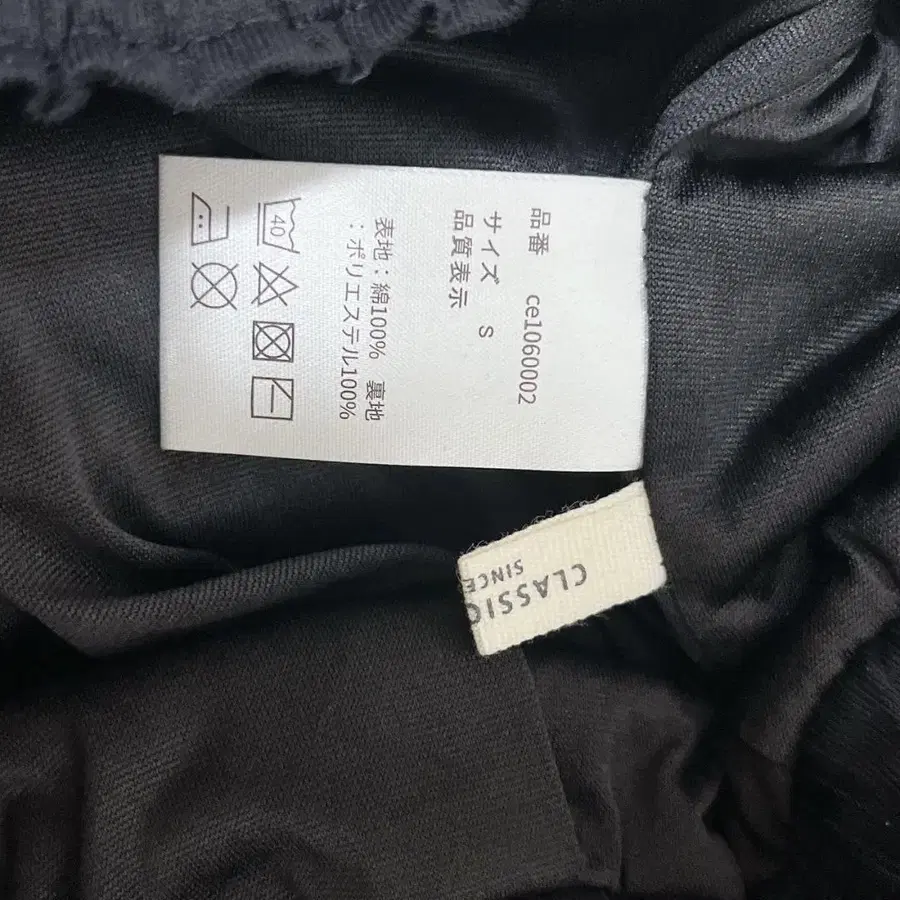 品番 ce1060002
サイズ S
品質表示
表地：綿100% 裏地
：ポリエステル100%
40
CLASSIC
SINCE